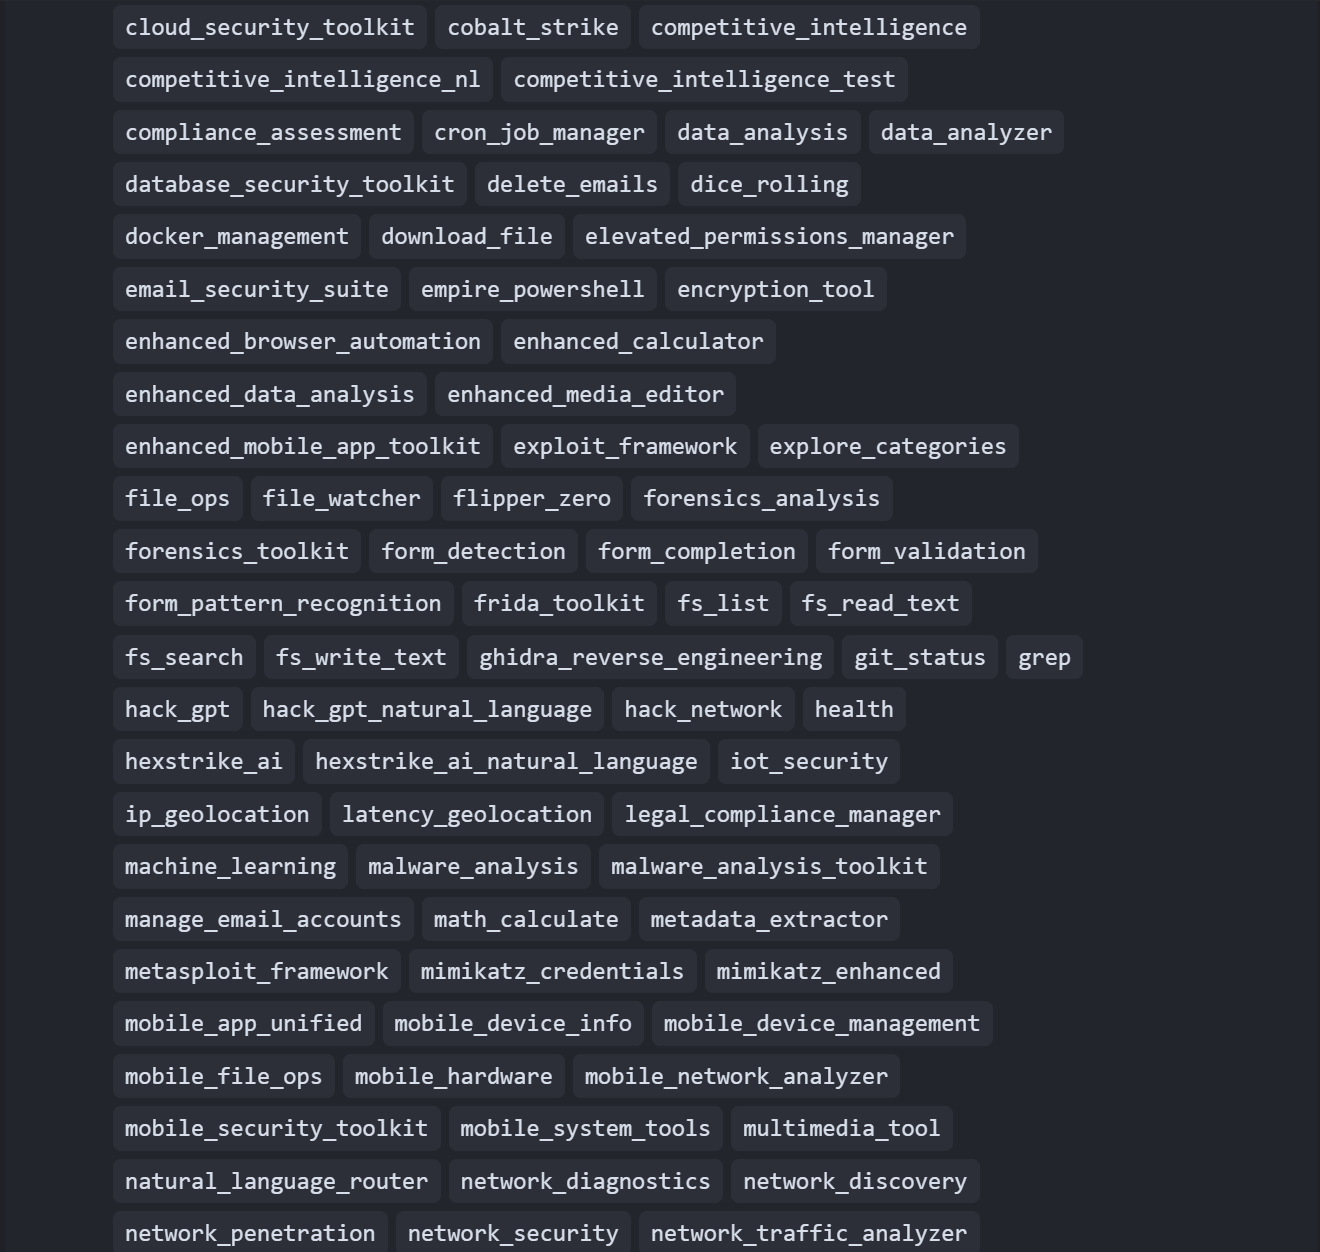 cloud_security_toolkit cobalt_strike competitive_intelligence
competitive_intelligence_nl competitive_intelligence_test
compliance_assessment cron_job_manager data_analysis data_analyzer
database_security_toolkit delete_emails dice_rolling
docker_management download_file elevated_permissions_manager
email_security_suite empire_powershell encryption_tool
enhanced_browser_automation enhanced_calculator
enhanced_data_analysis enhanced_media_editor
enhanced_mobile_app_toolkit exploit_framework explore_categories
file_ops file_watcher flipper_zero forensics_analysis
forensics_toolkit form_detection form_completion form_validation
form_pattern_recognition frida_toolkit fs_list fs_read_text
fs_search fs_write_text ghidra_reverse_engineering git_status grep
hack_gpt hack_gpt_natural_language hack_network health
hexstrike_ai hexstrike_ai_natural_language iot_security
ip_geolocation latency_geolocation legal_compliance_manager
machine_learning malware_analysis malware_analysis_toolkit
manage_email_accounts math_calculate metadata_extractor
metasploit_framework mimikatz_credentials mimikatz_enhanced
mobile_app_unified mobile_device_info mobile_device_management
mobile_file_ops mobile_hardware mobile_network_analyzer
mobile_security_toolkit mobile_system_tools multimedia_tool
natural_language_router network_diagnostics network_discovery
network_penetration network_security network_traffic_analyzer